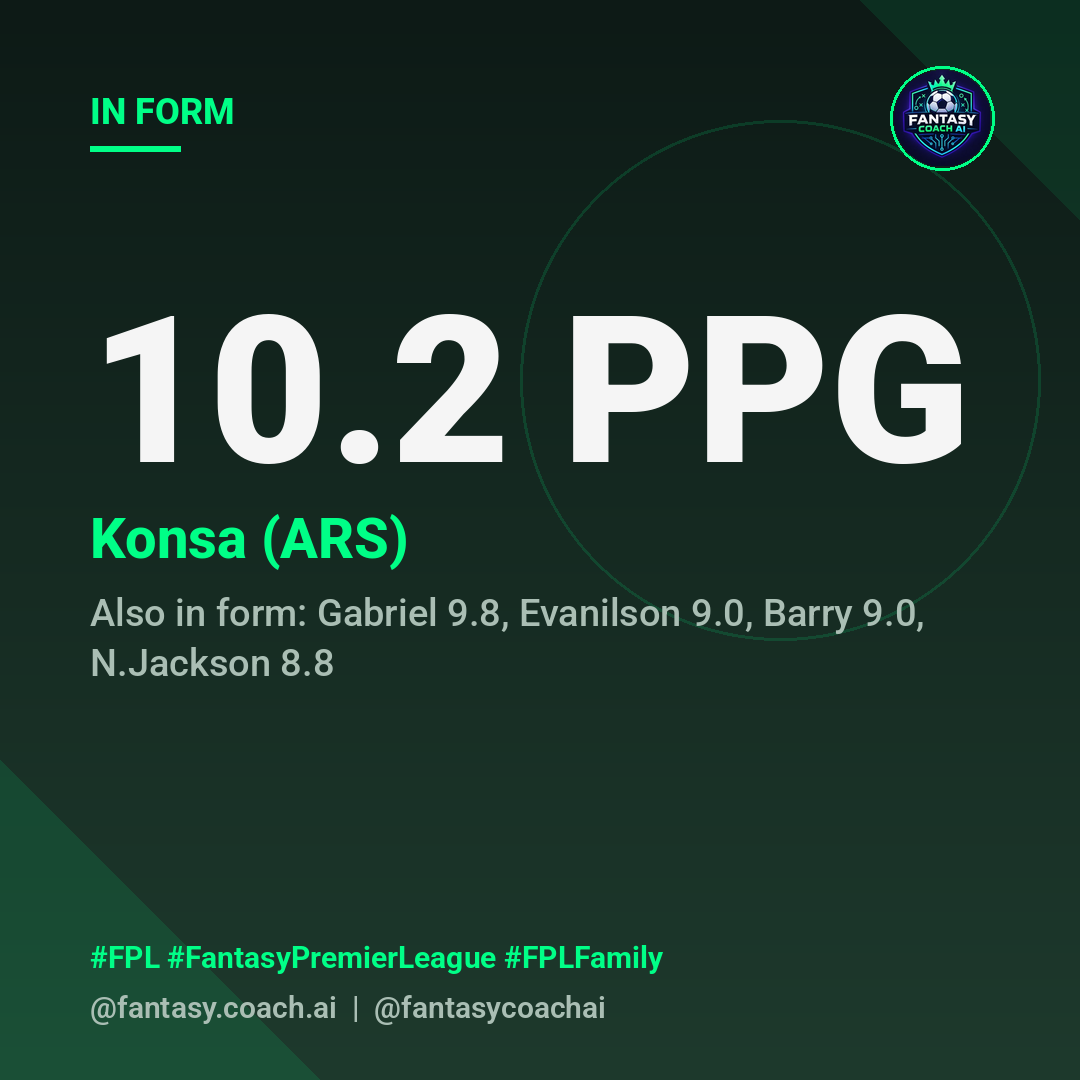 IN FORM
FANTASY
COACH AI
10.2 PPG
Konsa (ARS)
Also in form: Gabriel 9.8, Evanilson 9.0, Barry 9.0,
N.Jackson 8.8
#FPL #FantasyPremierLeague #FPLFamily
@fantasy.coach.ai | @fantasycoachai